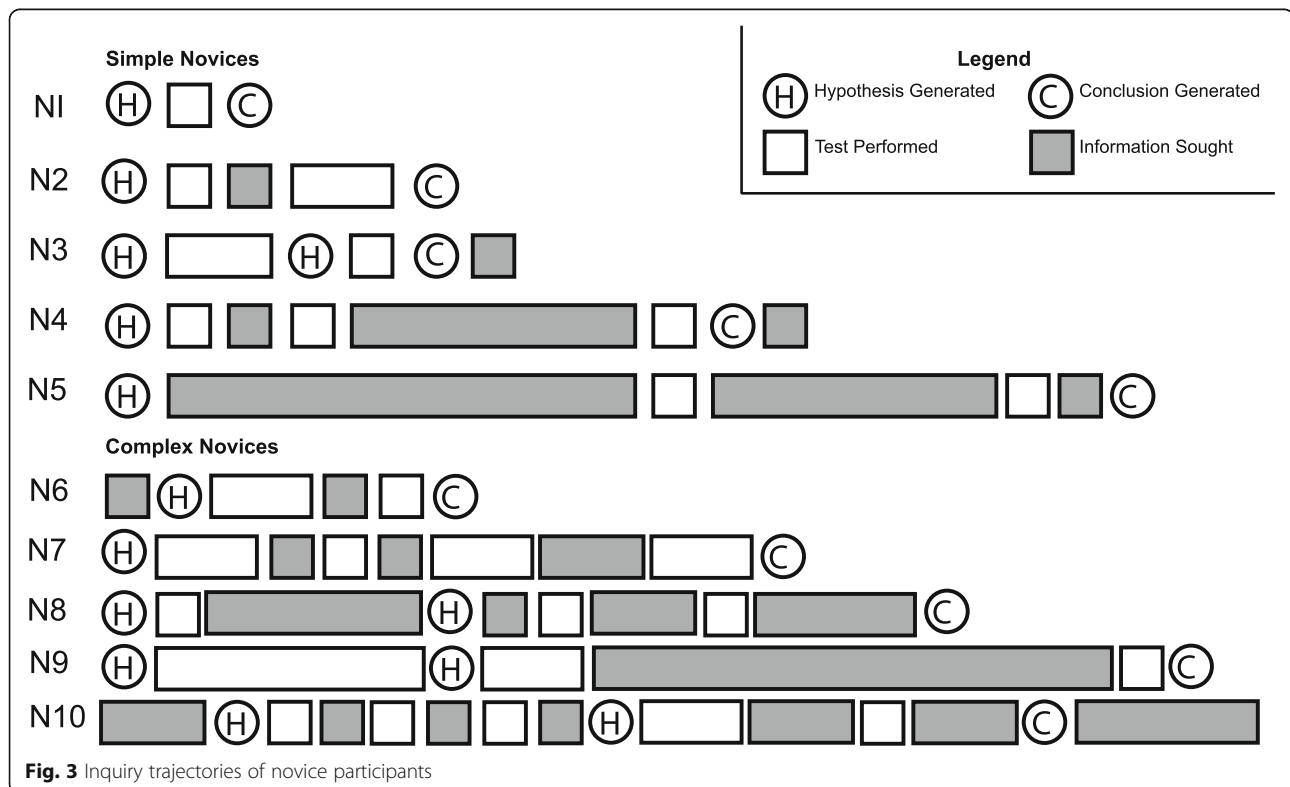 Simple Novices
Legend
H Hypothesis Generated C Conclusion Generated
Test Performed Information Sought
NI H C
N2 H C
N3 H H C
N4 H C
N5 H C
Complex Novices
N6 H C
N7 H C
N8 H H C
N9 H H C
N10 H H C
Fig. 3 Inquiry trajectories of novice participants